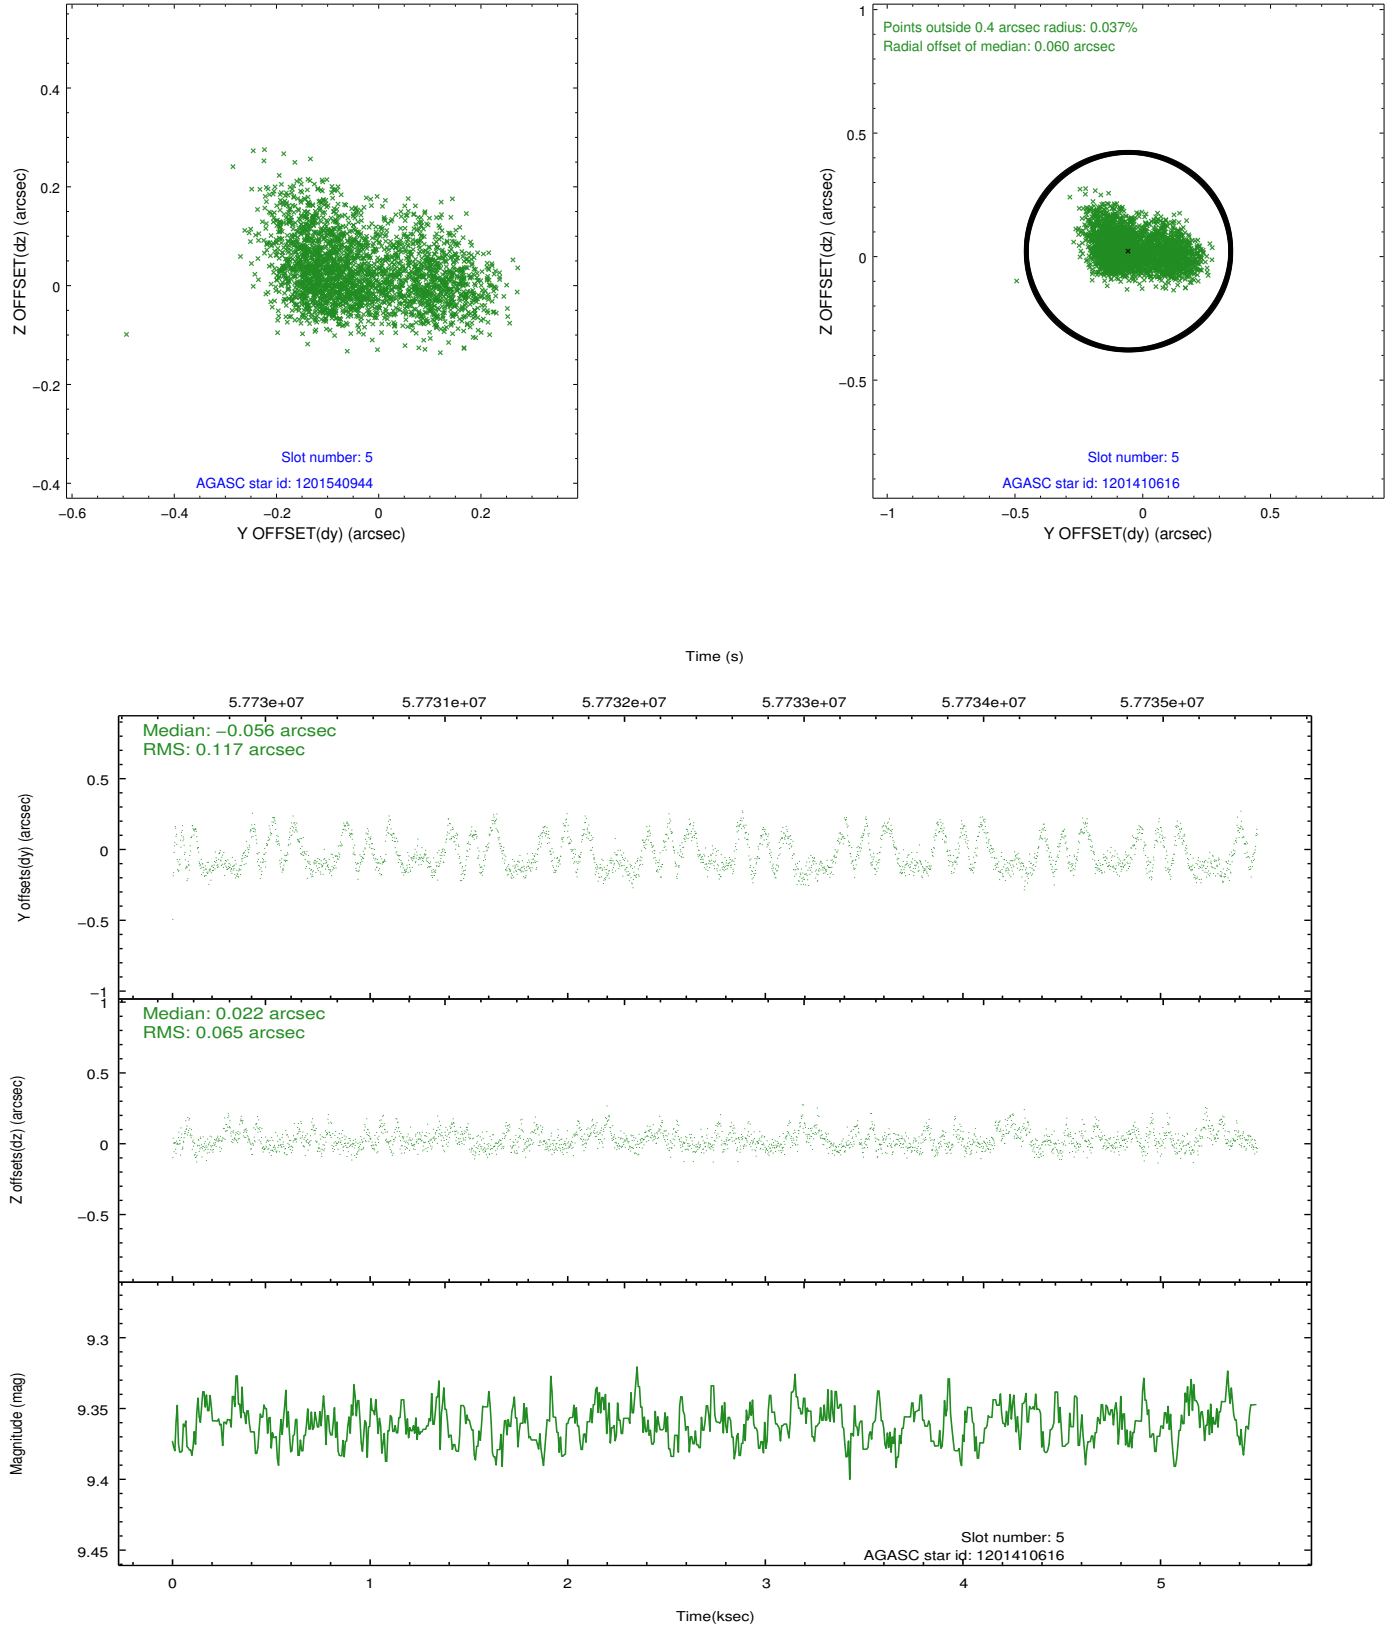 0.4
0.2
0
−0.2
−0.4
Z OFFSET(dz) (arcsec)
Slot number: 5
AGASC star id: 1201540944
−0.6 −0.4 −0.2 0 0.2
Y OFFSET(dy) (arcsec)
Points outside 0.4 arcsec radius: 0.037%
Radial offset of median: 0.060 arcsec
1
0.5
0
−0.5
Z OFFSET(dz) (arcsec)
Slot number: 5
AGASC star id: 1201410616
−1 −0.5 0 0.5
Y OFFSET(dy) (arcsec)
Time (s)
5.773e+07 5.7731e+07 5.7732e+07 5.7733e+07 5.7734e+07 5.7735e+07
Median: −0.056 arcsec
RMS: 0.117 arcsec
0.5
0
−0.5
−1
Y offsets(dy) (arcsec)
Median: 0.022 arcsec
RMS: 0.065 arcsec
1
0.5
0
−0.5
Z offsets(dz) (arcsec)
9.3
9.35
9.4
9.45
Magnitude (mag)
Slot number: 5
AGASC star id: 1201410616
0 1 2 3 4 5
Time(ksec)